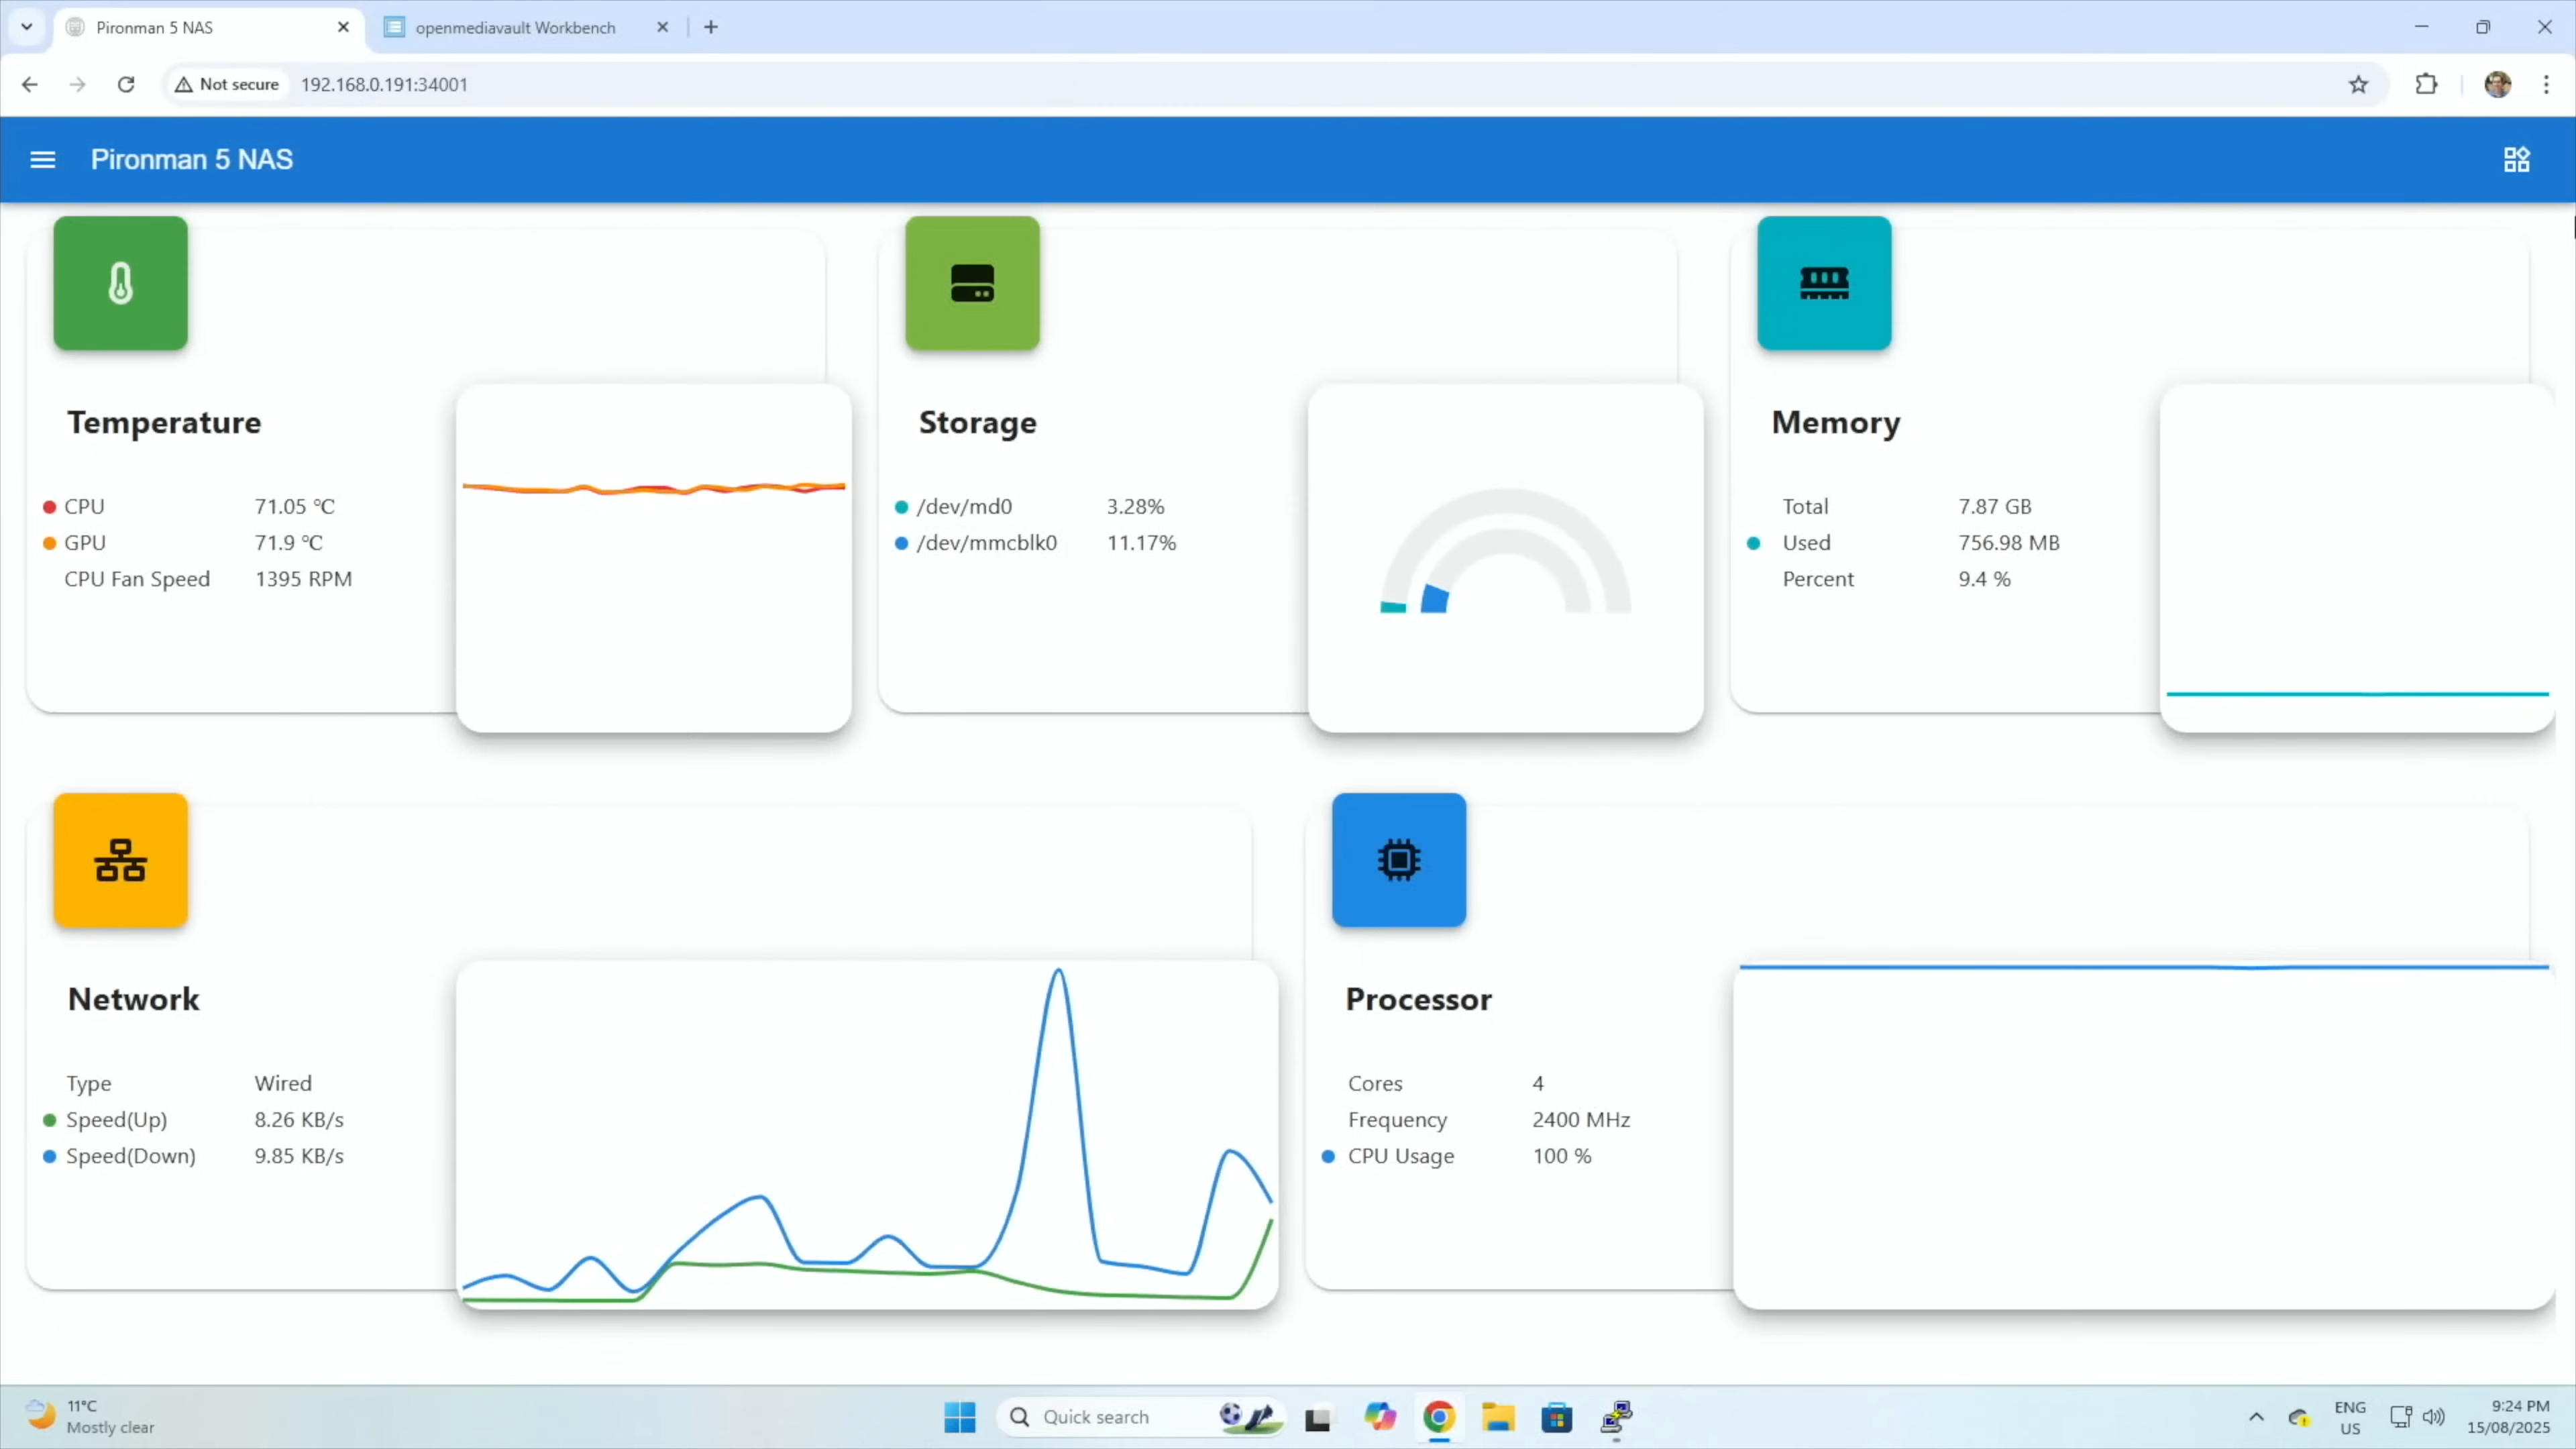 Pironman 5 NAS
openmediavault Workbench
Not secure
192.168.0.191:34001
Pironman 5 NAS
Temperature
CPU 71.05 °C
GPU 71.9 °C
CPU Fan Speed 1395 RPM
Storage
/dev/md0 3.28%
/dev/mmcblk0 11.17%
Memory
Total 7.87 GB
Used 756.98 MB
Percent 9.4 %
Network
Type Wired
Speed(Up) 8.26 KB/s
Speed(Down) 9.85 KB/s
Processor
Cores 4
Frequency 2400 MHz
CPU Usage 100 %
11°C
Mostly clear
Quick search
ENG
US
9:24 PM
15/08/2025